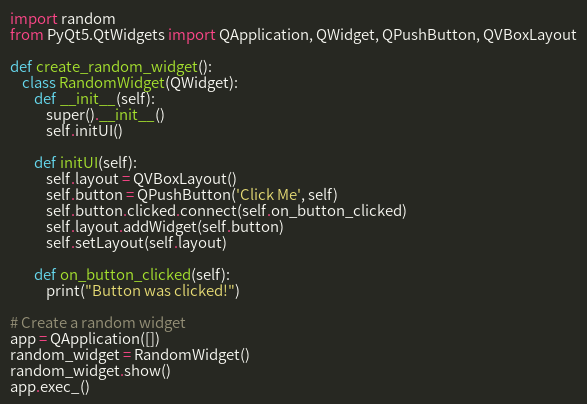 import random
from PyQt5.QtWidgets import QApplication, QWidget, QPushButton, QVBoxLayout

def create_random_widget():
    class RandomWidget(QWidget):
        def __init__(self):
            super().__init__()
            self.initUI()

        def initUI(self):
            self.layout = QVBoxLayout()
            self.button = QPushButton('Click Me', self)
            self.button.clicked.connect(self.on_button_clicked)
            self.layout.addWidget(self.button)
            self.setLayout(self.layout)

        def on_button_clicked(self):
            print("Button was clicked!")

# Create a random widget
app = QApplication([])
random_widget = RandomWidget()
random_widget.show()
app.exec_()